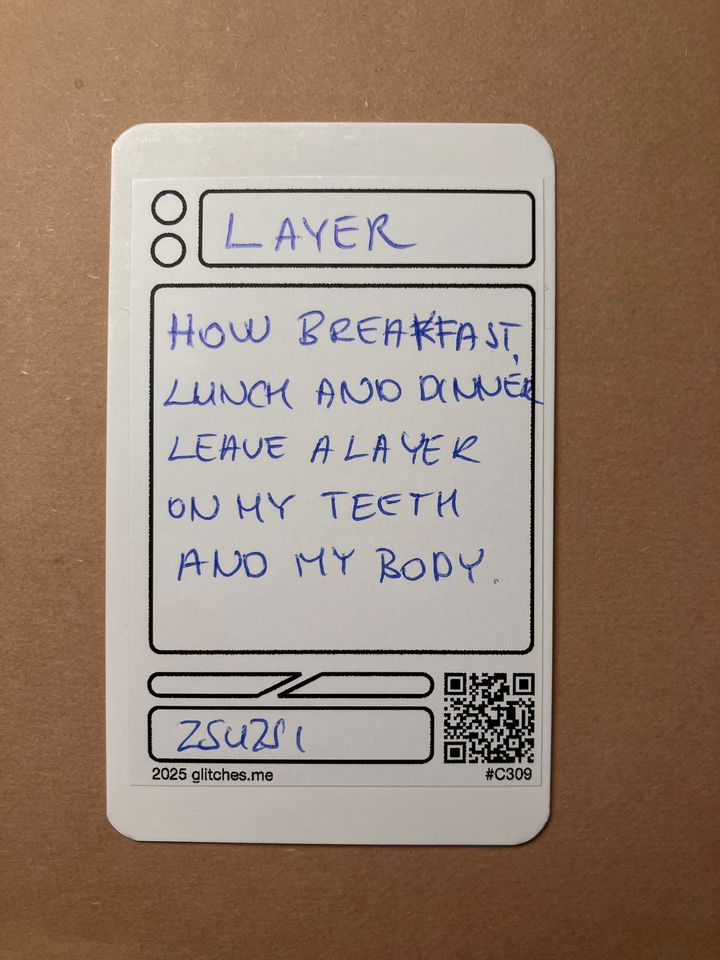 LAYER
HOW BREAKFAST,
LUNCH AND DINNER
LEAVE A LAYER
ON MY TEETH
AND MY BODY.
ZSUZSI
2025 glitches.me
#C309